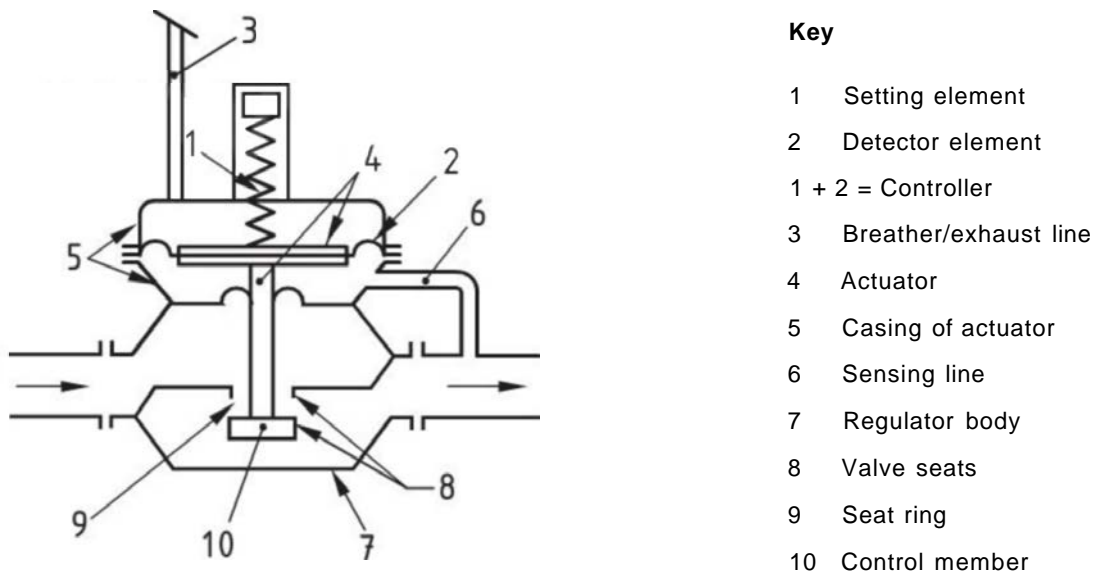 3
1
4
2
6
5
9
10
7
8
Key
1 Setting element
2 Detector element
1 + 2 = Controller
3 Breather/exhaust line
4 Actuator
5 Casing of actuator
6 Sensing line
7 Regulator body
8 Valve seats
9 Seat ring
10 Control member